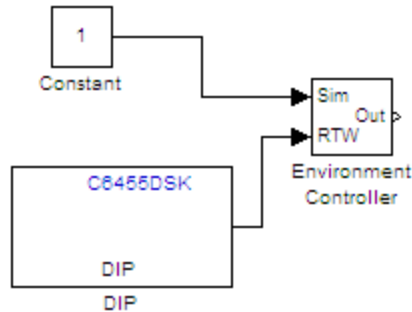 1
Constant
Sim
Out
RTW
Environment
Controller
C6455DSK
DIP
DIP